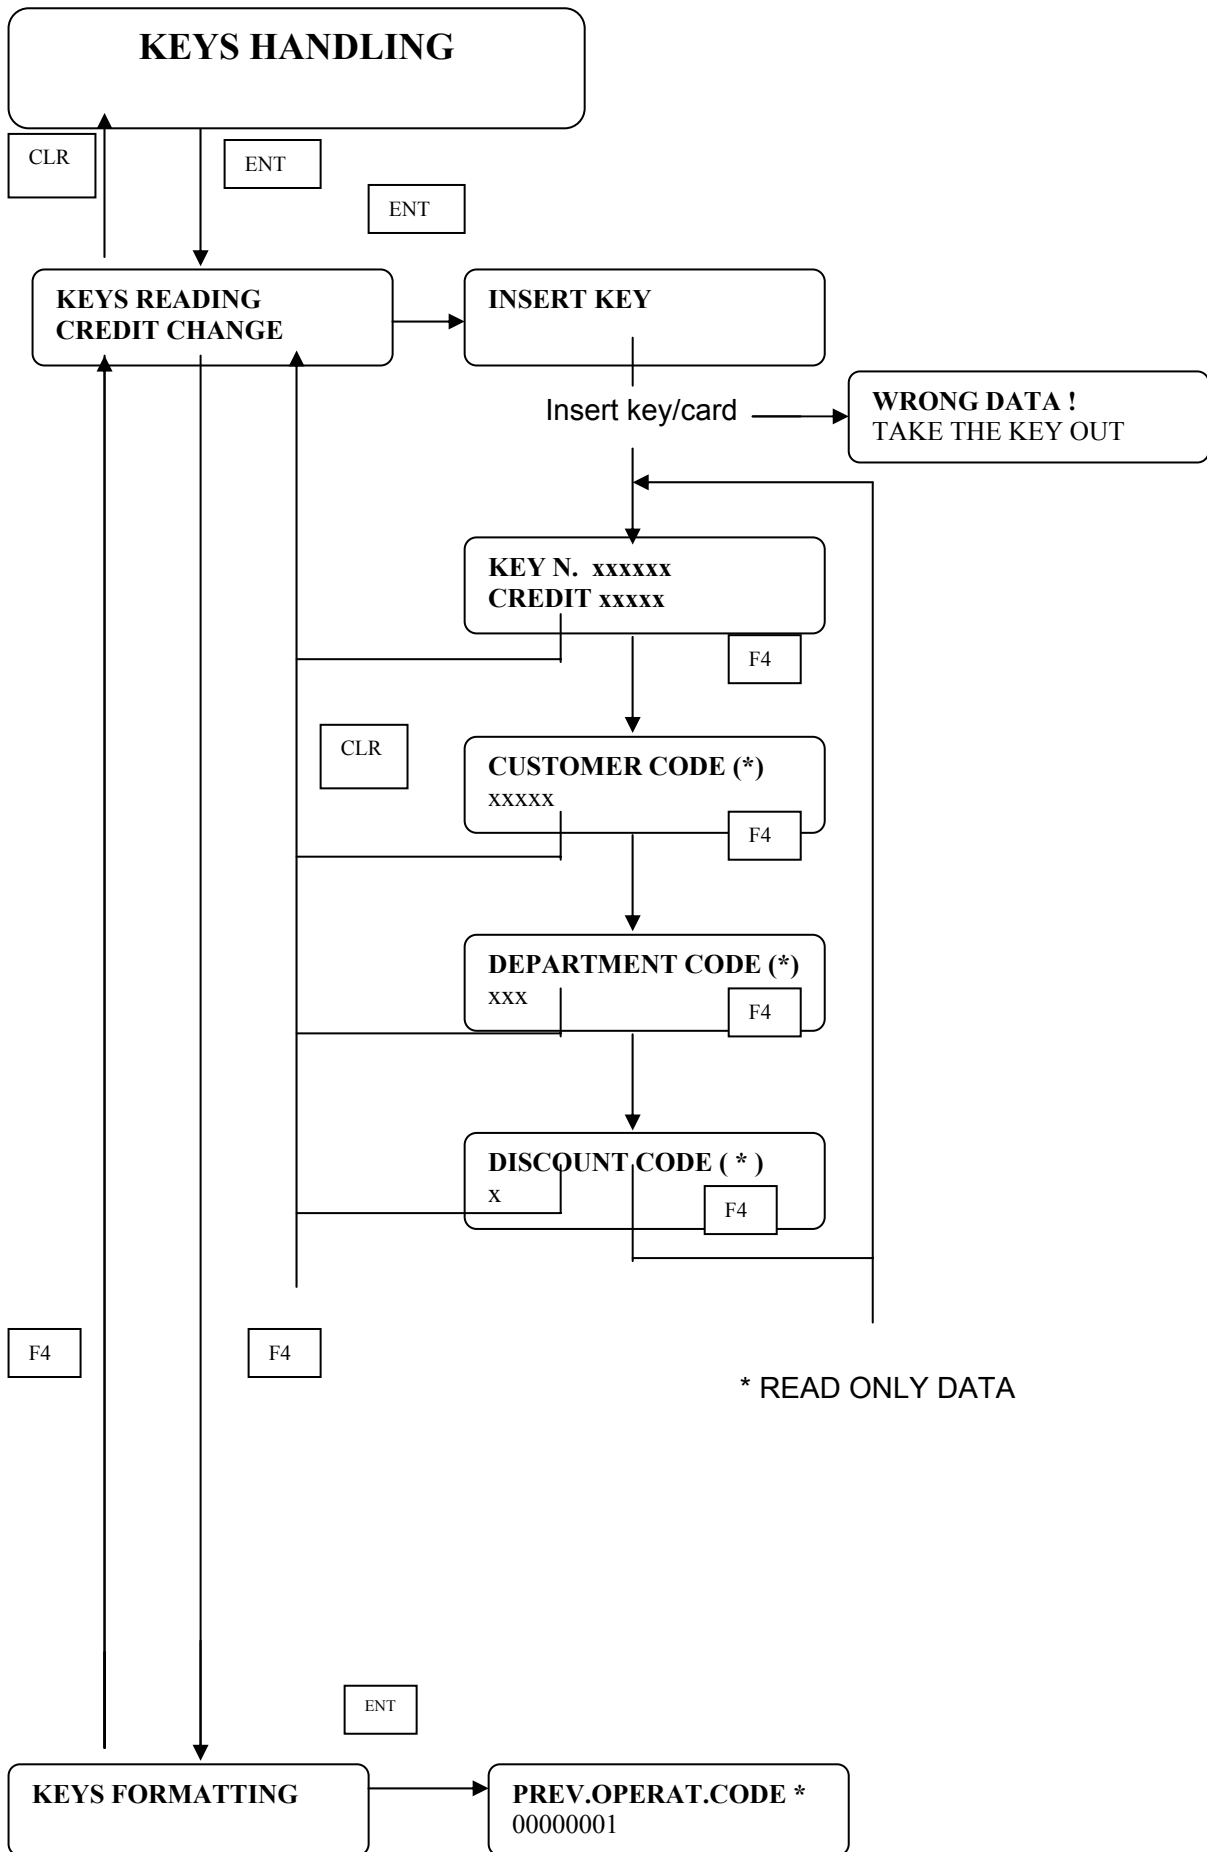 KEYS HANDLING
CLR
ENT
ENT
KEYS READING
CREDIT CHANGE
INSERT KEY
Insert key/card
WRONG DATA !
TAKE THE KEY OUT
KEY N. xxxxxx
CREDIT xxxxx
F4
CLR
CUSTOMER CODE (*)
xxxxx
F4
DEPARTMENT CODE (*)
xxx
F4
DISCOUNT CODE ( * )
x
F4
F4
F4
* READ ONLY DATA
ENT
KEYS FORMATTING
PREV.OPERAT.CODE *
00000001